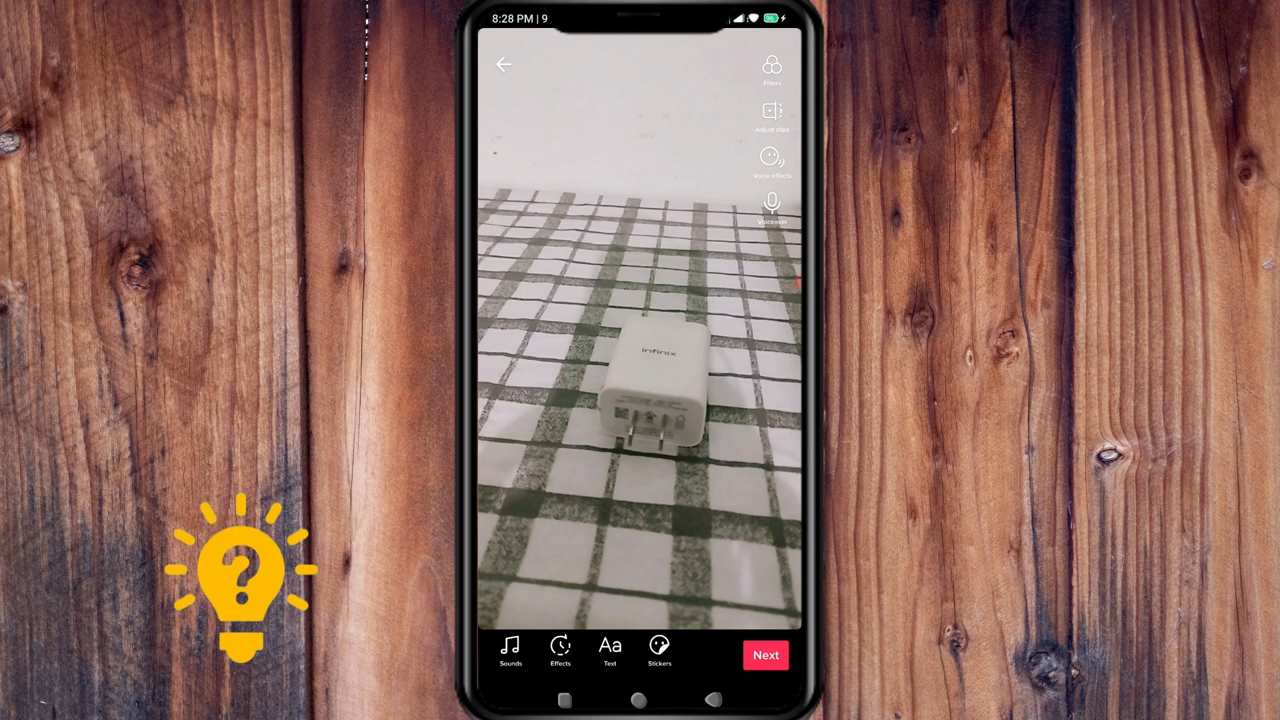 8:28 PM | 9
Filters
Adjust clips
Voice effects
Voiceover
infinix
Sounds
Effects
Text
Stickers
Aa
Next
?